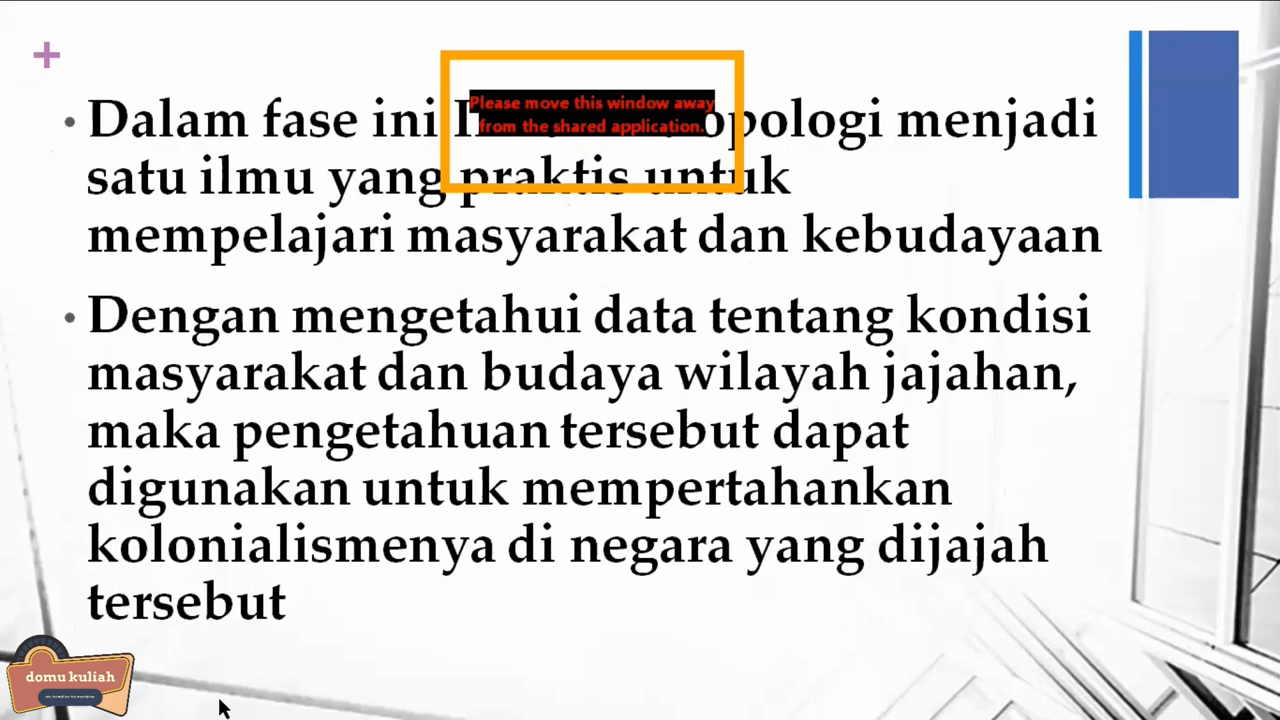 +
• Dalam fase ini opologi menjadi
Please move this window away
from the shared application.
satu ilmu yang praktis untuk
mempelajari masyarakat dan kebudayaan
• Dengan mengetahui data tentang kondisi
masyarakat dan budaya wilayah jajahan,
maka pengetahuan tersebut dapat
digunakan untuk mempertahankan
kolonialismenya di negara yang dijajah
tersebut
domu kuliah